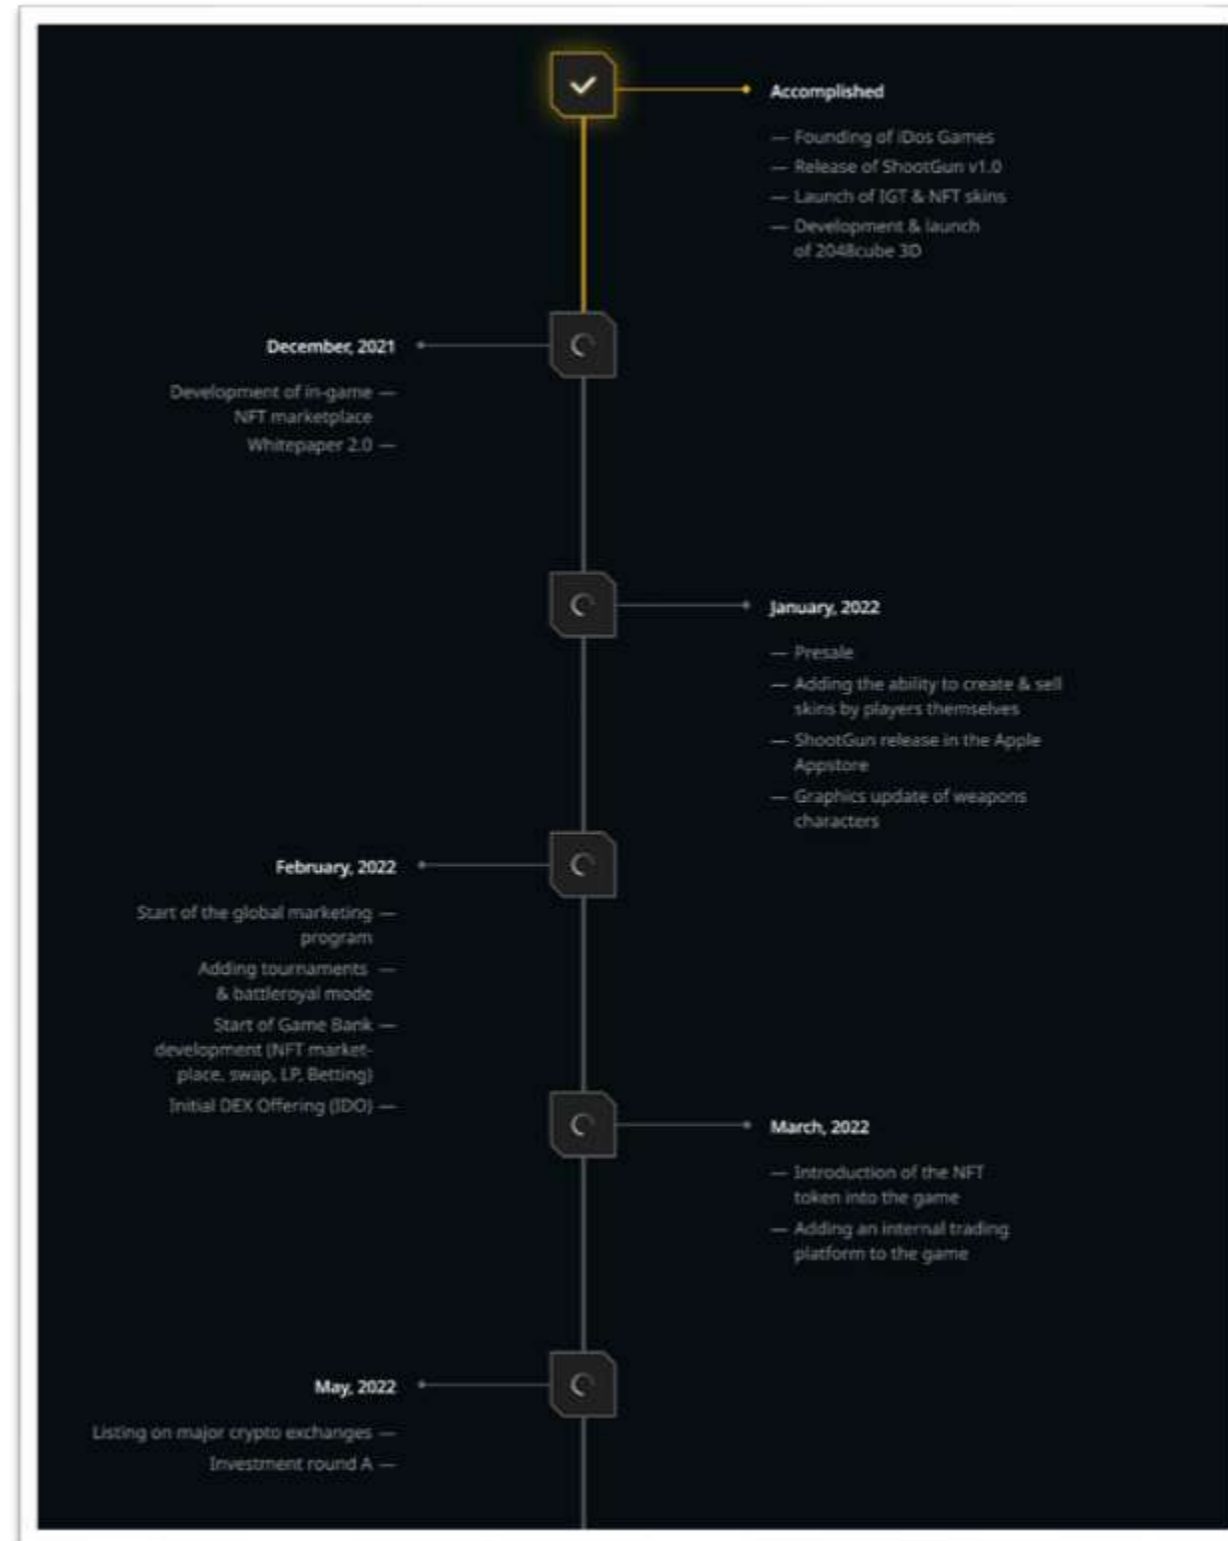 Accomplished
— Founding of iDos Games
— Release of ShootGun v1.0
— Launch of IGT & NFT skins
— Development & launch
of 2048cube 3D
December, 2021
Development of in-game —
NFT marketplace
Whitepaper 2.0 —
January, 2022
— Presale
— Adding the ability to create & sell
skins by players themselves
— ShootGun release in the Apple
Appstore
— Graphics update of weapons
characters
February, 2022
Start of the global marketing —
program
Adding tournaments —
& battleroyal mode
Start of Game Bank —
development (NFT market-
place, swap, LP, Betting)
Initial DEX Offering (IDO) —
March, 2022
— Introduction of the NFT
token into the game
— Adding an internal trading
platform to the game
May, 2022
Listing on major crypto exchanges —
Investment round A —